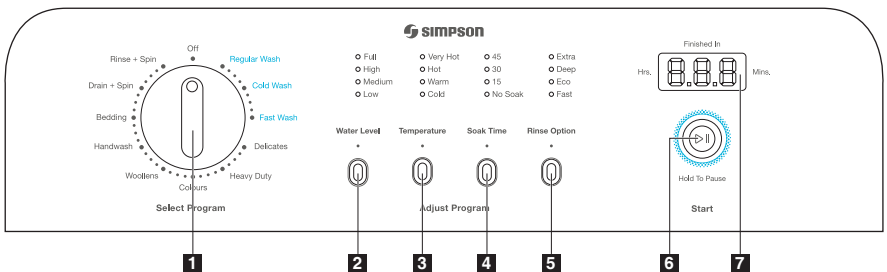 SIMPSON
Off
Rinse + Spin
Regular Wash
Drain + Spin
Cold Wash
Bedding
Fast Wash
Handwash
Delicates
Woollens
Heavy Duty
Colours
Select Program
Full
High
Medium
Low
Very Hot
Hot
Warm
Cold
45
30
15
No Soak
Extra
Deep
Eco
Fast
Water Level
Temperature
Soak Time
Rinse Option
Adjust Program
Finished In
Hrs.
8.8.8
Mins.
Hold To Pause
Start
1
2
3
4
5
6
7